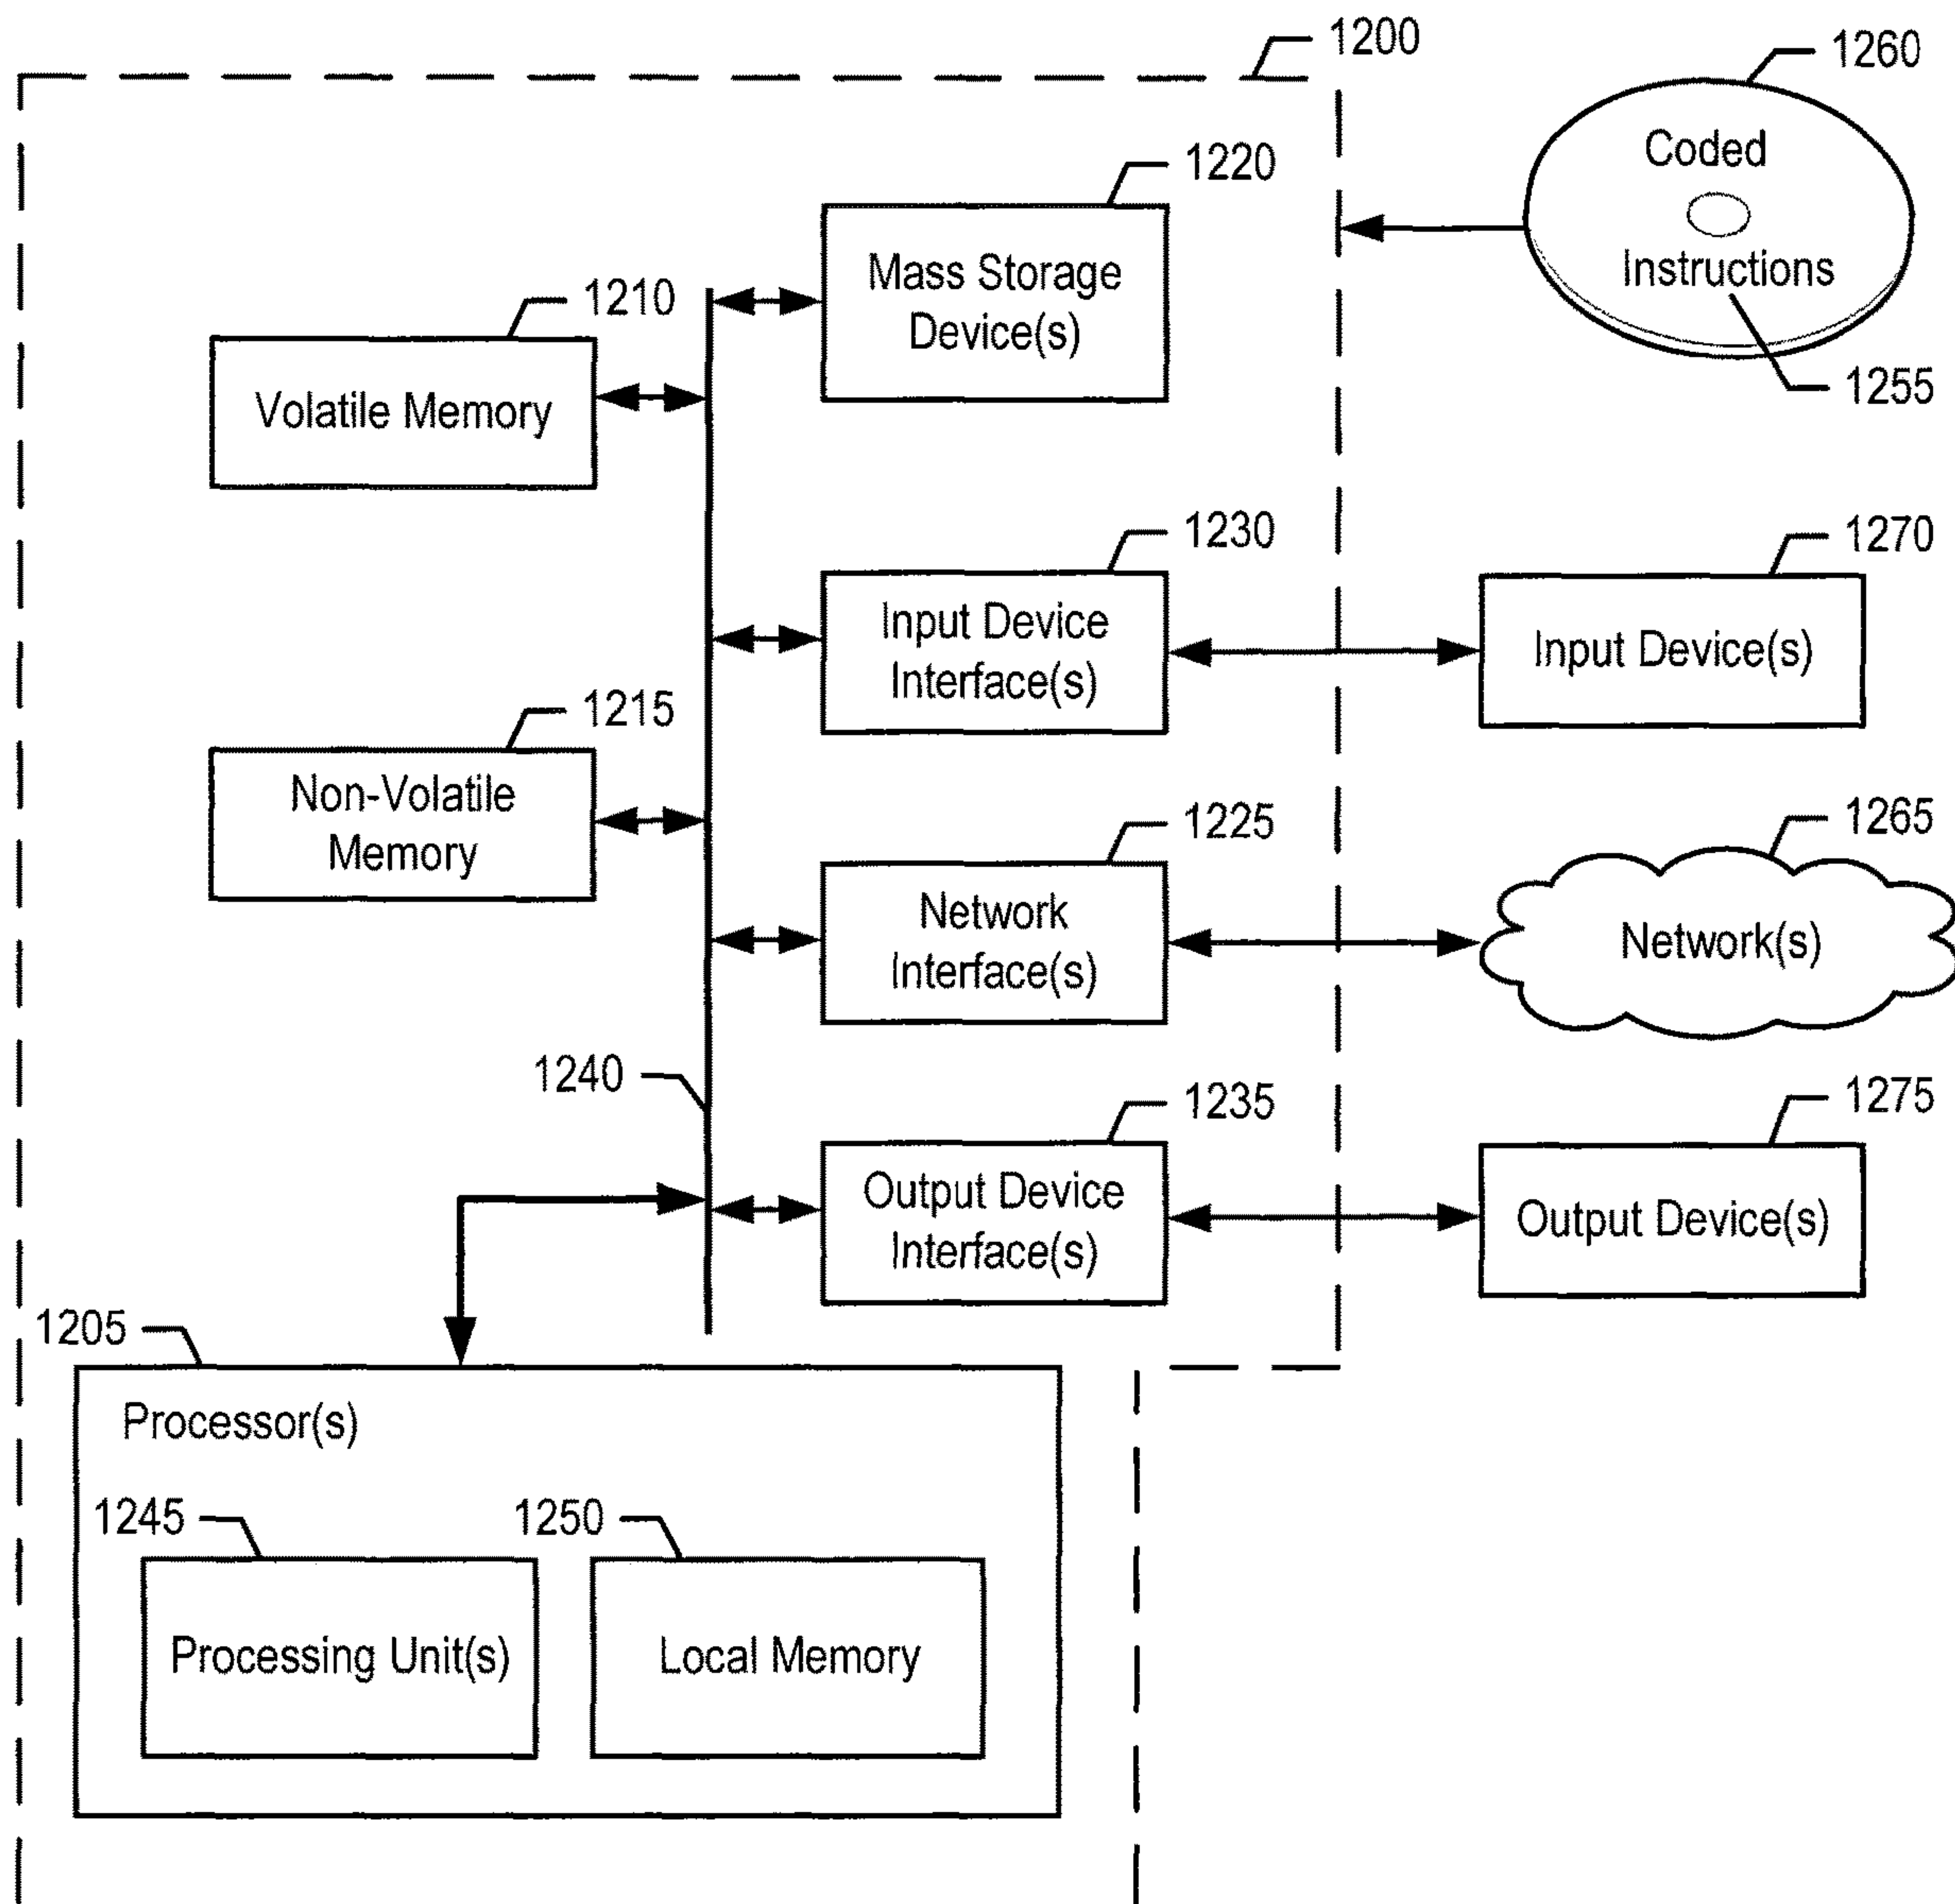 1200
1260
Coded
Instructions
1255
1220
Mass Storage
Device(s)
1210
Volatile Memory
1230
Input Device
Interface(s)
1270
Input Device(s)
1215
Non-Volatile
Memory
1225
Network
Interface(s)
1265
Network(s)
1240
1235
Output Device
Interface(s)
1275
Output Device(s)
1205
Processor(s)
1245
Processing Unit(s)
1250
Local Memory